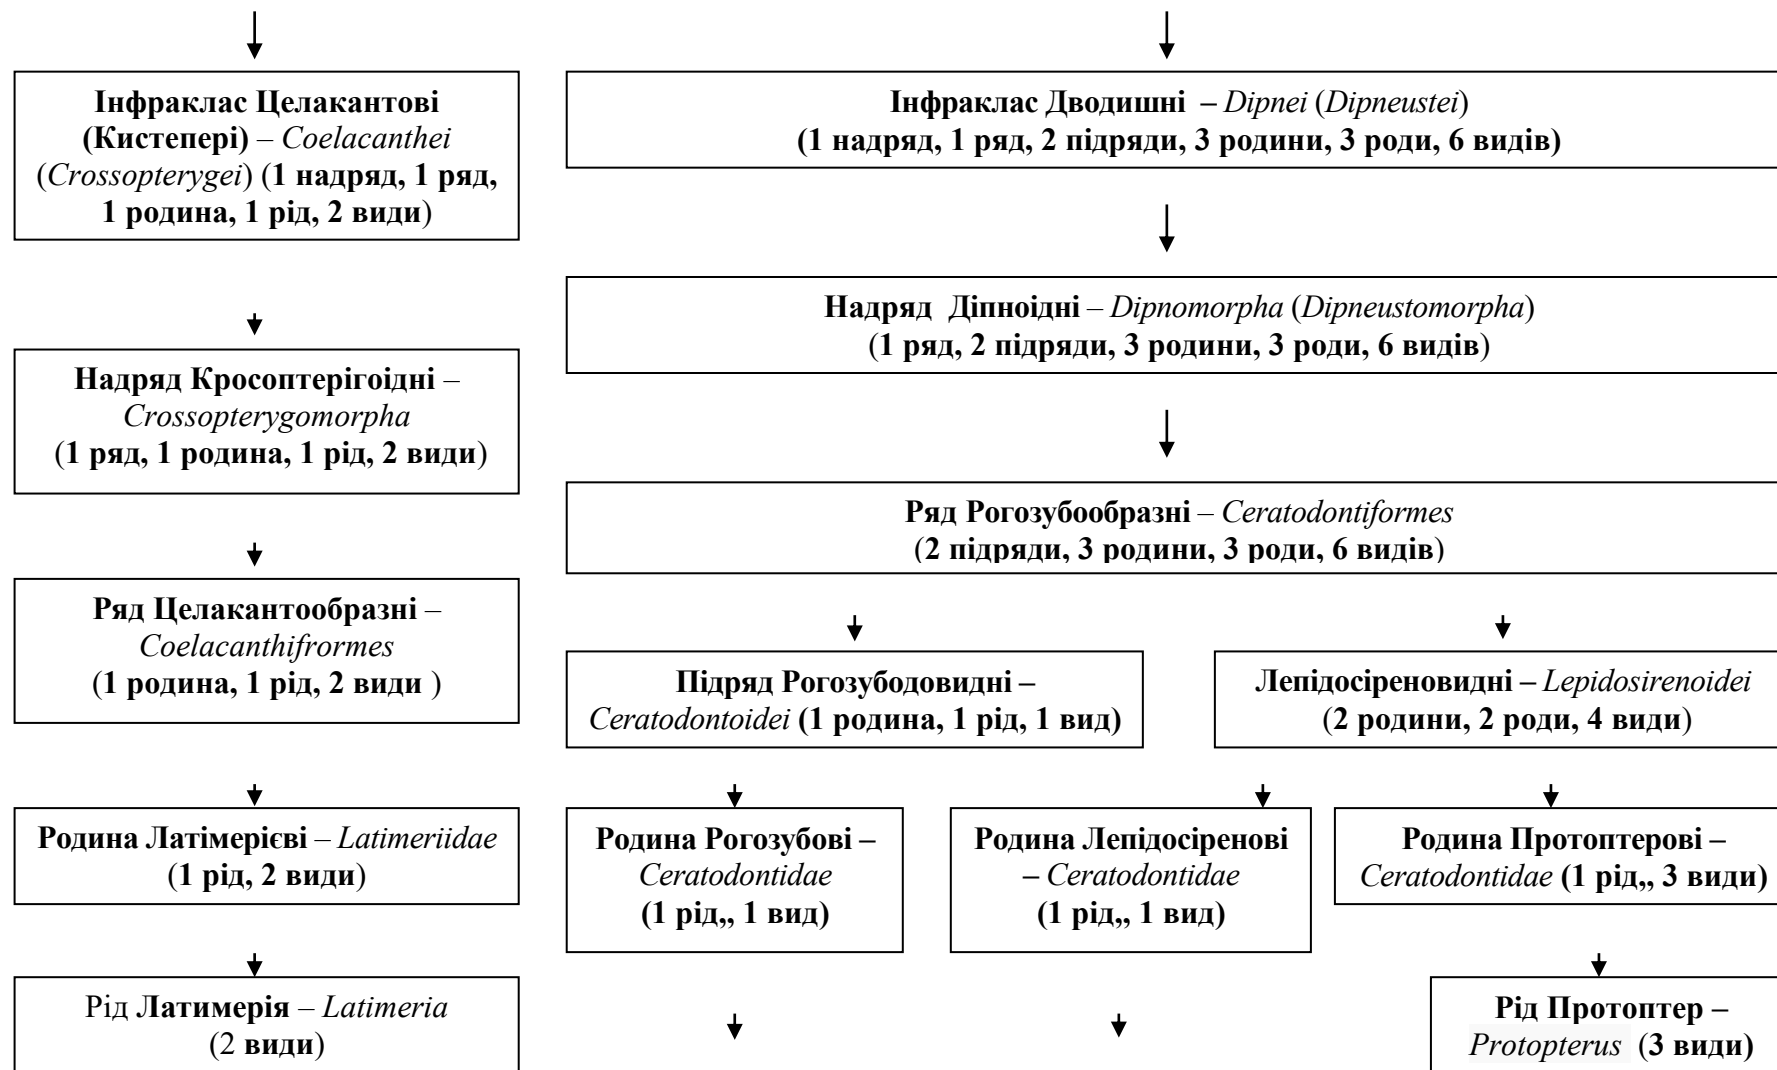 Інфраклас Целакантові
(Кистепері) – Coelacanthei
(Crossopterygei) (1 надряд, 1 ряд,
1 родина, 1 рід, 2 види)
Інфраклас Дводишні – Dipnei (Dipneustei)
(1 надряд, 1 ряд, 2 підряди, 3 родини, 3 роди, 6 видів)
Надряд Діпноідні – Dipnomorpha (Dipneustomorpha)
(1 ряд, 2 підряди, 3 родини, 3 роди, 6 видів)
Надряд Кросоптерігоідні –
Crossopterygomorpha
(1 ряд, 1 родина, 1 рід, 2 види)
Ряд Рогозубообразні – Ceratodontiformes
(2 підряди, 3 родини, 3 роди, 6 видів)
Ряд Целакантообразні –
Coelacanthifrormes
(1 родина, 1 рід, 2 види )
Підряд Рогозубодовидні –
Ceratodontoidei (1 родина, 1 рід, 1 вид)
Лепідосіреновидні – Lepidosirenoidei
(2 родини, 2 роди, 4 види)
Родина Латімерієві – Latimeriidae
(1 рід, 2 види)
Родина Рогозубові –
Ceratodontidae
(1 рід,, 1 вид)
Родина Лепідосіренові
– Ceratodontidae
(1 рід,, 1 вид)
Родина Протоптерові –
Ceratodontidae (1 рід,, 3 види)
Рід Латимерія – Latimeria
(2 види)
Рід Протоптер –
Protopterus (3 види)